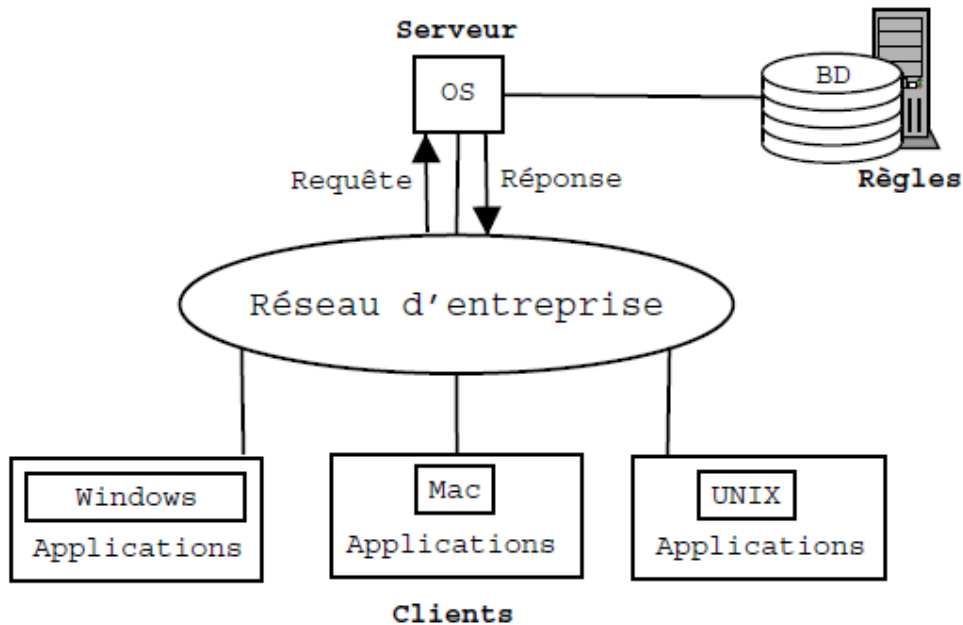 Serveur
OS
BD
Requête
Réponse
Règles
Réseau d'entreprise
Windows
Applications
Mac
Applications
UNIX
Applications
Clients